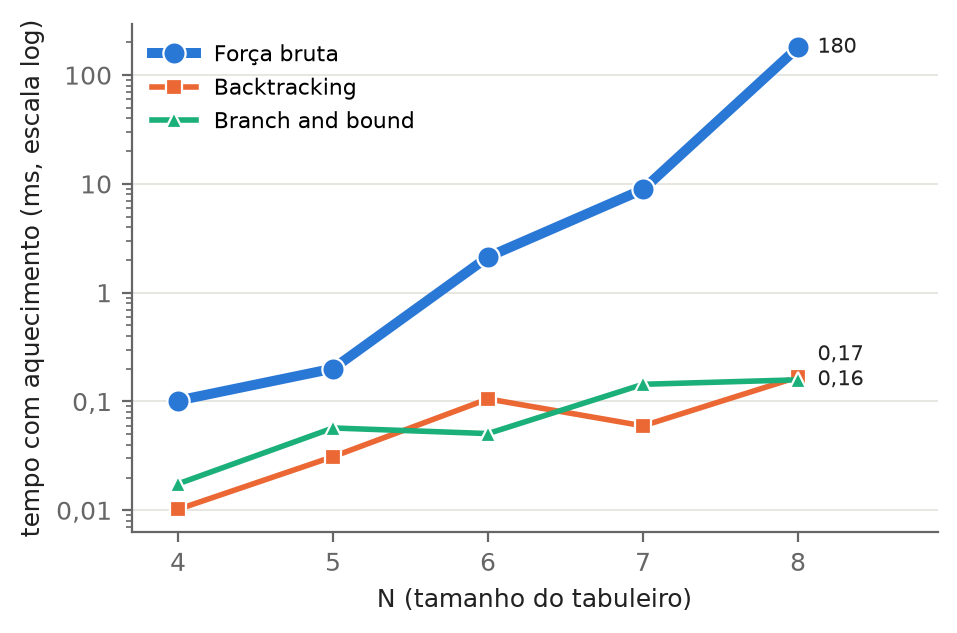 Força bruta
Backtracking
Branch and bound
180
0,17
0,16
100
10
1
0,1
0,01
tempo com aquecimento (ms, escala log)
4 5 6 7 8
N (tamanho do tabuleiro)